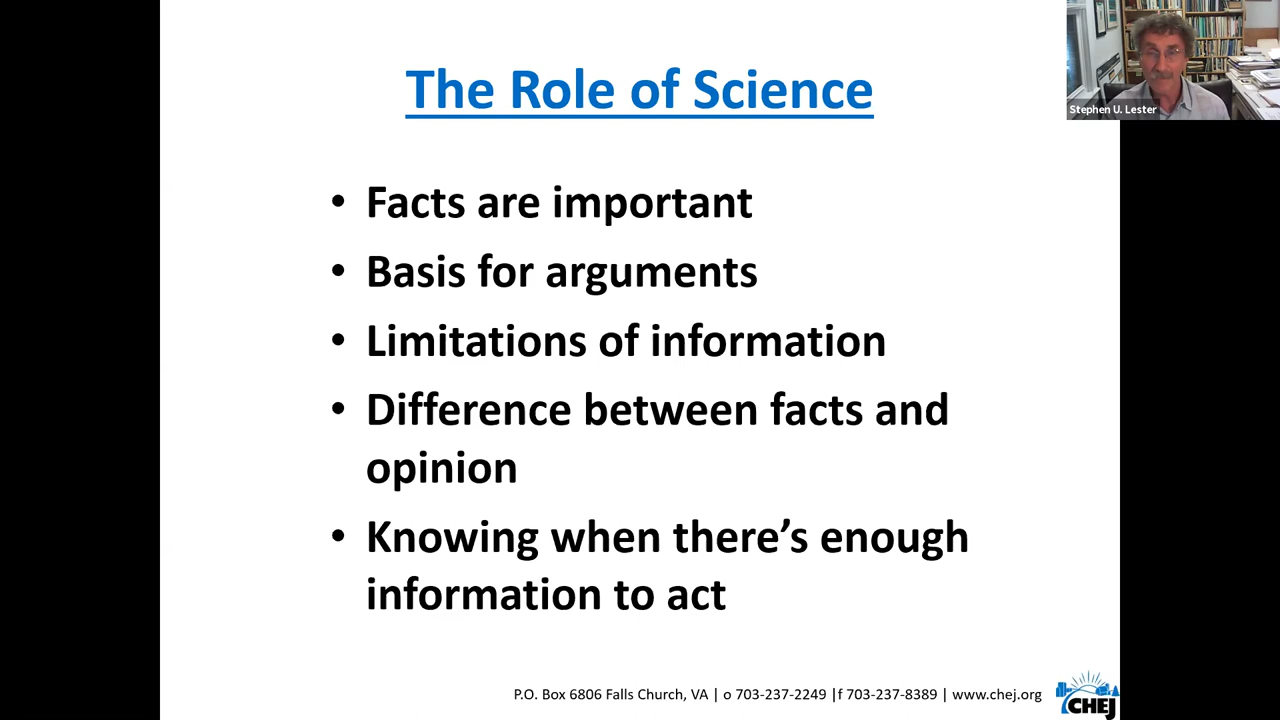 The Role of Science
Stephen U. Lester
• Facts are important
• Basis for arguments
• Limitations of information
• Difference between facts and
opinion
• Knowing when there’s enough
information to act
P.O. Box 6806 Falls Church, VA | o 703-237-2249 |f 703-237-8389 | www.chej.org
CHEJ